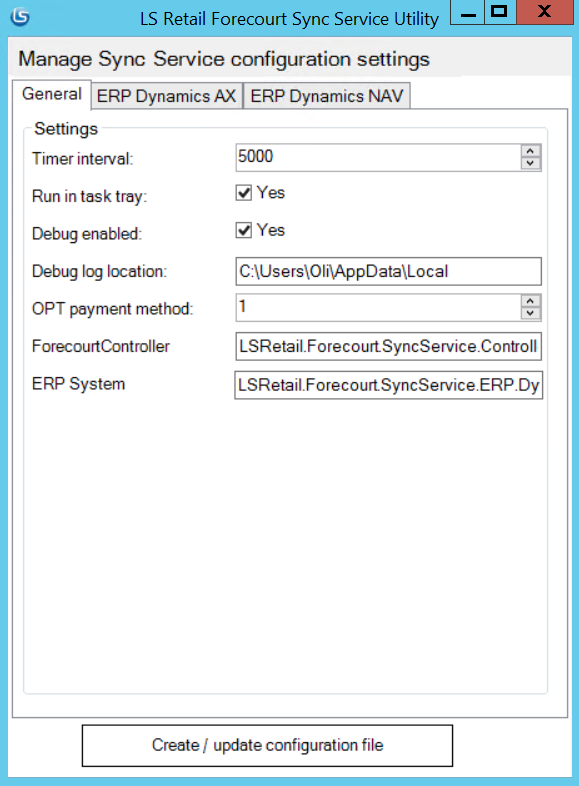 LS Retail Forecourt Sync Service Utility
Manage Sync Service configuration settings
General ERP Dynamics AX ERP Dynamics NAV
Settings
Timer interval: 5000
Run in task tray: Yes
Debug enabled: Yes
Debug log location: C:\Users\Oli\AppData\Local
OPT payment method: 1
ForecourtController LSRetail.Forecourt.SyncService.Controll
ERP System LSRetail.Forecourt.SyncService.ERP.Dy
Create / update configuration file